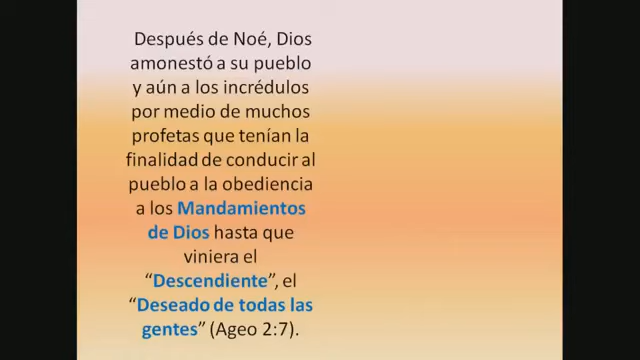 Después de Noé, Dios
amonestó a su pueblo
y aún a los incrédulos
por medio de muchos
profetas que tenían la
finalidad de conducir al
pueblo a la obediencia
a los Mandamientos
de Dios hasta que
viniera el
“Descendiente”, el
“Deseado de todas las
gentes” (Ageo 2:7).